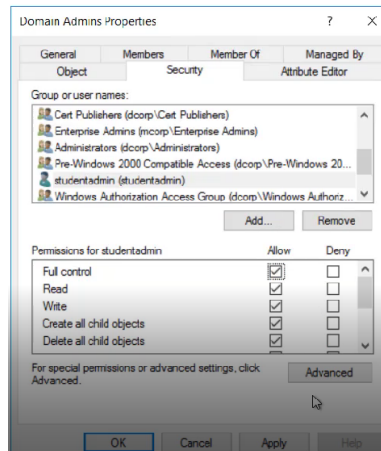 Domain Admins Properties
? X
General Members Member Of Managed By
Object Security Attribute Editor
Group or user names:
Cert Publishers (dcorp\Cert Publishers)
Enterprise Admins (mcorp\Enterprise Admins)
Administrators (dcorp\Administrators)
Pre-Windows 2000 Compatible Access (dcorp\Pre-Windows 20...
studentadmin (studentadmin)
Windows Authorization Access Group (dcorp\Windows Authoriz...
Add... Remove
Permissions for studentadmin Allow Deny
Full control
Read
Write
Create all child objects
Delete all child objects
For special permissions or advanced settings, click
Advanced.
Advanced
OK Cancel Apply Help